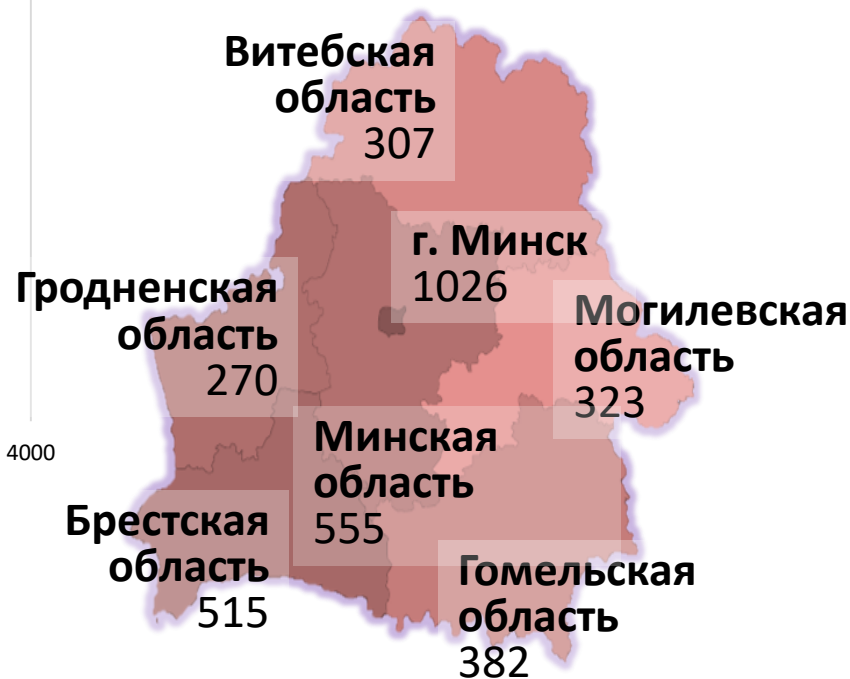 Витебская
область
307
г. Минск
1026
Гродненская
область
270
Могилевская
область
323
4000
Минская
область
555
Брестская
область
515
Гомельская
область
382